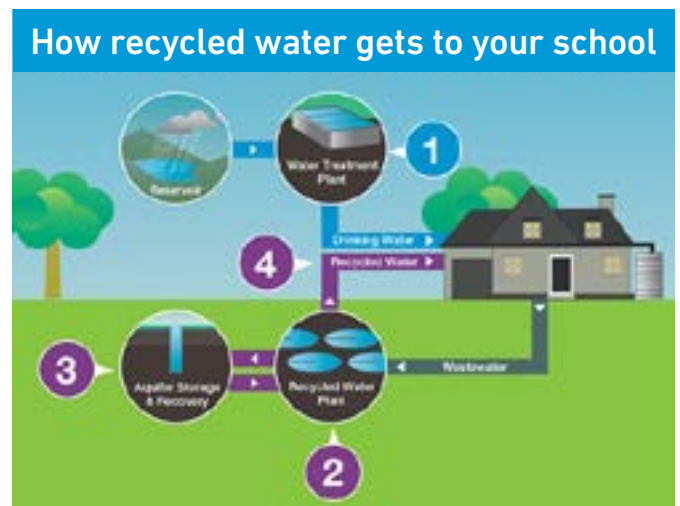 How recycled water gets to your school
Reservoir
Water Treatment
Plant
1
Drinking Water
4
Recycled Water
3
Aquifer Storage
& Recovery
Recycled Water
Plant
Wastewater
2